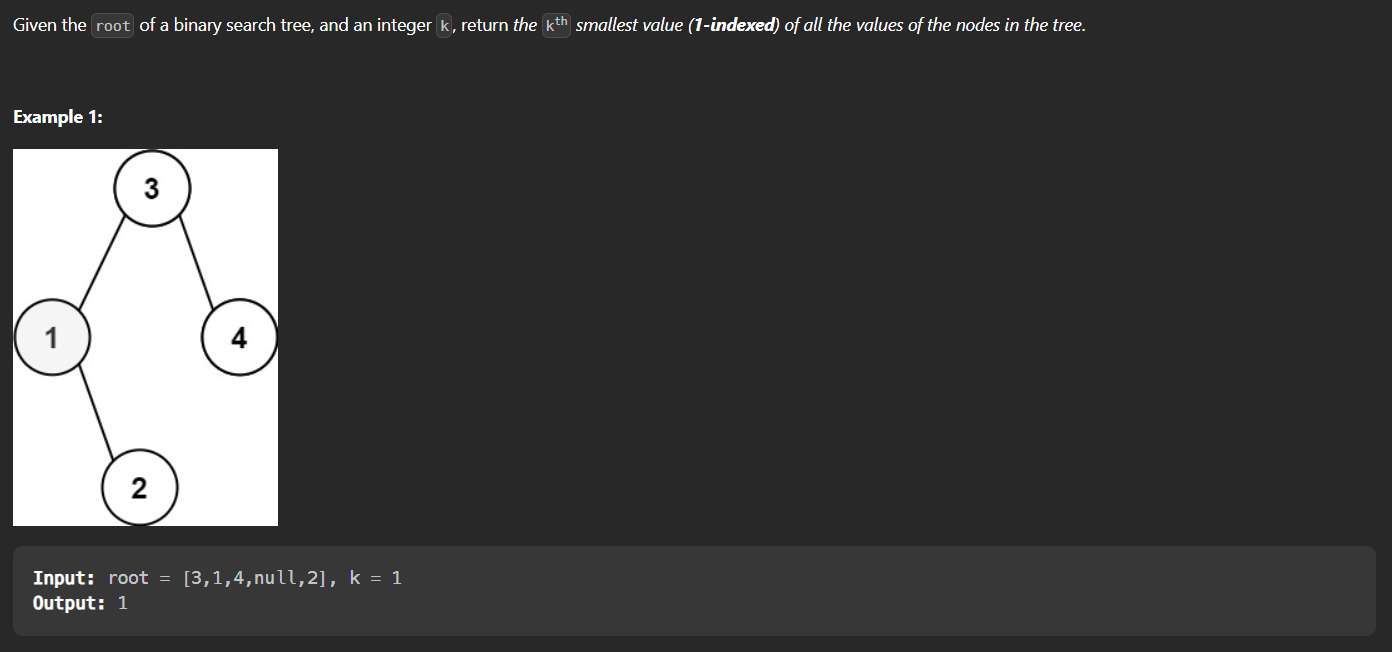 Given the root of a binary search tree, and an integer k, return the kth smallest value (1-indexed) of all the values of the nodes in the tree.
Example 1:
3
1
4
2
Input: root = [3,1,4,null,2], k = 1
Output: 1